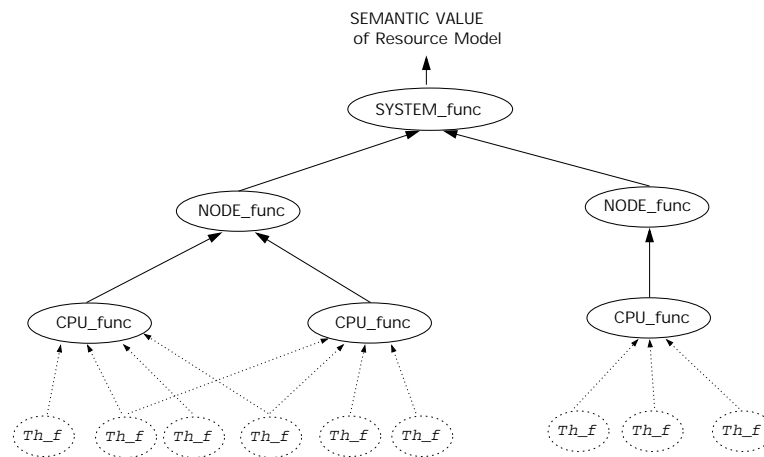 SEMANTIC VALUE
of Resource Model
SYSTEM_func
NODE_func
NODE_func
CPU_func
CPU_func
CPU_func
Th_f
Th_f
Th_f
Th_f
Th_f
Th_f
Th_f
Th_f
Th_f